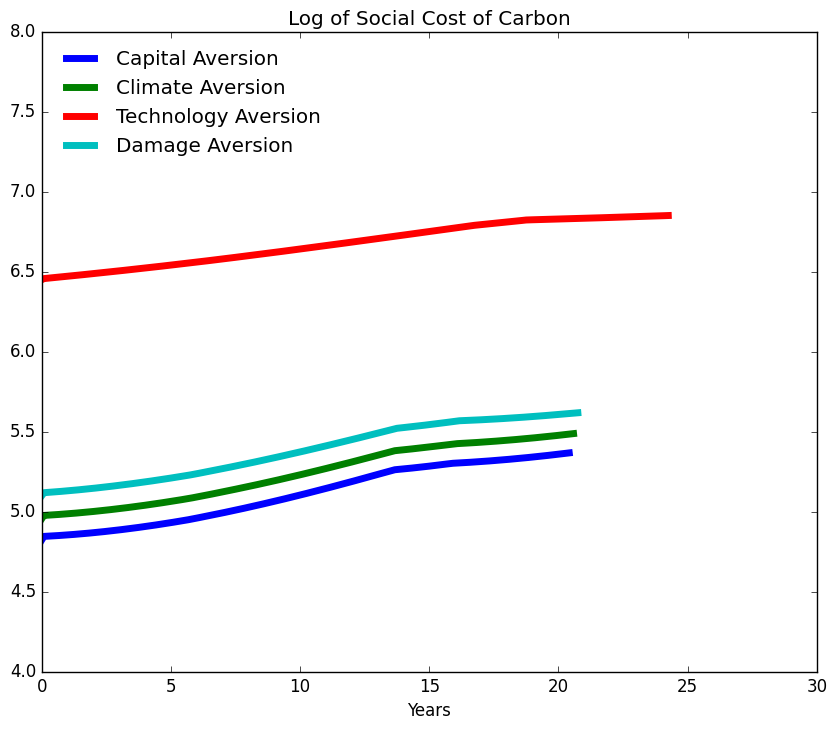 Log of Social Cost of Carbon
8.0
Capital Aversion
Climate Aversion
7.5
Technology Aversion
Damage Aversion
7.0
6.5
6.0
5.5
5.0
4.5
4.0
0 5 10 15 20 25 30
Years